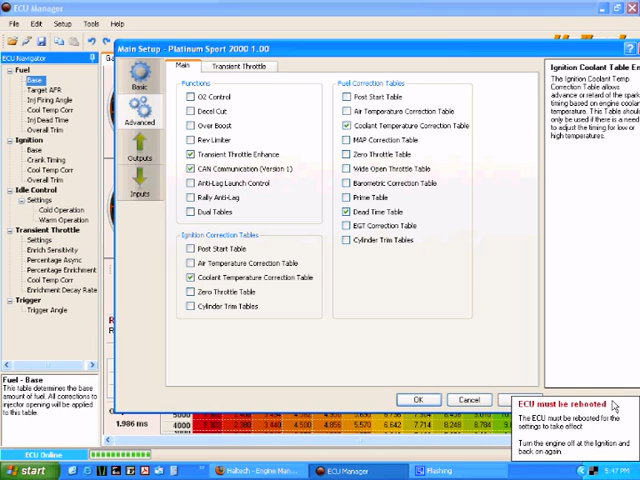 ECU Manager
File Edit Setup Tools Help
Main Setup - Platinum Sport 2000 1.00
ECU Navigator
Fuel
Base
Target AFR
Inj Firing Angle
Cool Temp Corr
Inj Dead Time
Overall Trim
Ignition
Base
Crank Timing
Cool Temp Corr
Overall Trim
Idle Control
Settings
Cold Operation
Warm Operation
Transient Throttle
Settings
Enrich Sensitivity
Percentage Async
Percentage Enrichment
Cool Temp Corr
Enrichment Decay Rate
Trigger
Trigger Angle
Fuel - Base
This table determines the
base amount of fuel. All corrections to
injector opening will be
applied to this table
ECU Online
Basic
Advanced
Outputs
Inputs
Main Transient Throttle
Functions
O2 Control
Decel Cut
Over Boost
Rev Limiter
Transient Throttle Enhance
CAN Communication (Version 1)
Anti-Lag Launch Control
Rally Anti-Lag
Dual Tables
Ignition Correction Tables
Post Start Table
Air Temperature Correction Table
Coolant Temperature Correction Table
Zero Throttle Table
Cylinder Trim Tables
Fuel Correction Tables
Post Start Table
Air Temperature Correction Table
Coolant Temperature Correction Table
MAP Correction Table
Zero Throttle Table
Wide Open Throttle Table
Barometric Correction Table
Prime Table
Dead Time Table
EGT Correction Table
Cylinder Trim Tables
Ignition Coolant Table En
The Ignition Coolant Temp
Correction Table allows
advance or retard of the spark
timing based on engine coolant
temperature. This Table should
only be used if there is a need
to adjust the timing for low or
high temperatures.
OK Cancel
1.986 ms
ECU must be rebooted
The ECU must be rebooted for the
settings to take effect
Turn the engine off at the Ignition and
back on again.
start Haltech - Engine Man... ECU Manager Flashing 5:47 PM